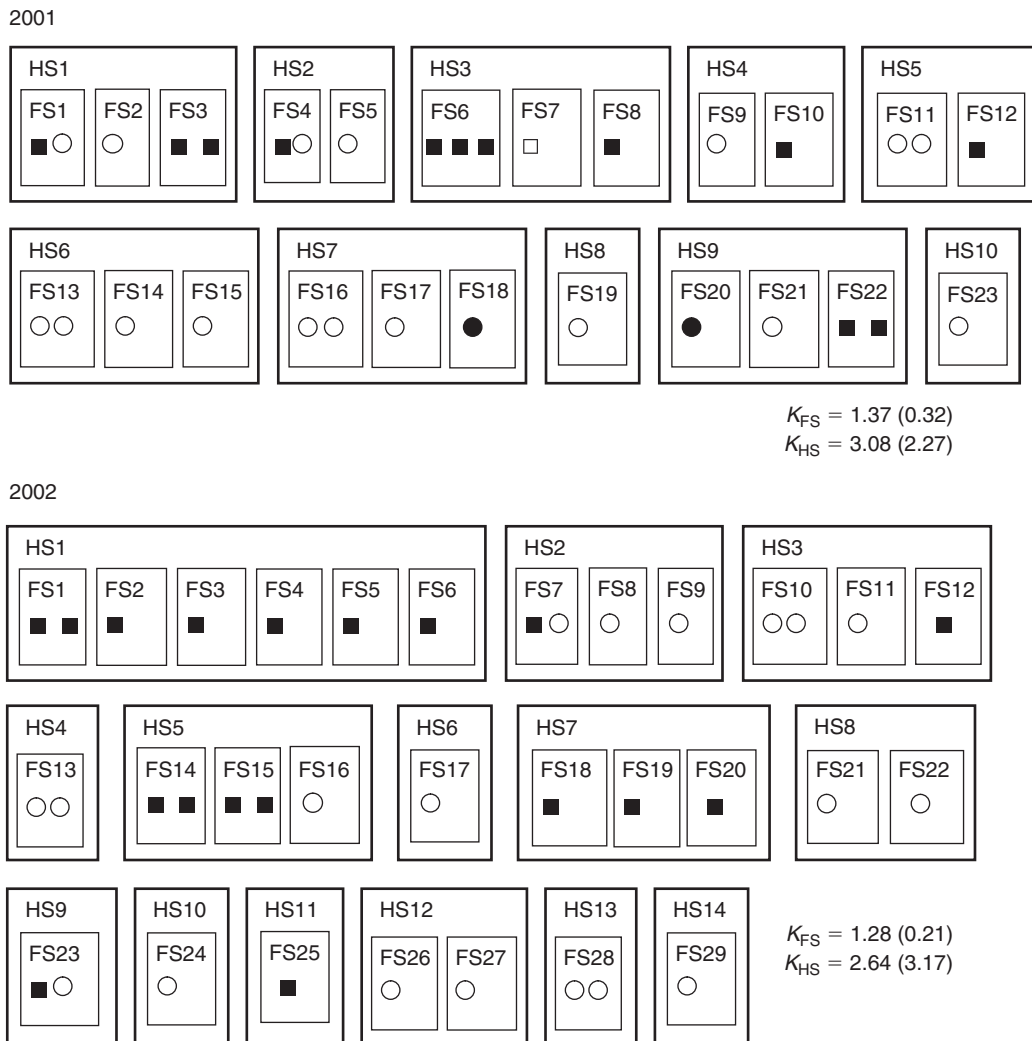 2001
HS1 HS2 HS3 HS4 HS5
FS1 FS2 FS3 FS4 FS5 FS6 FS7 FS8 FS9 FS10 FS11 FS12
HS6 HS7 HS8 HS9 HS10
FS13 FS14 FS15 FS16 FS17 FS18 FS19 FS20 FS21 FS22 FS23
K_FS = 1.37 (0.32)
K_HS = 3.08 (2.27)
2002
HS1 HS2 HS3
FS1 FS2 FS3 FS4 FS5 FS6 FS7 FS8 FS9 FS10 FS11 FS12
HS4 HS5 HS6 HS7 HS8
FS13 FS14 FS15 FS16 FS17 FS18 FS19 FS20 FS21 FS22
HS9 HS10 HS11 HS12 HS13 HS14
FS23 FS24 FS25 FS26 FS27 FS28 FS29
K_FS = 1.28 (0.21)
K_HS = 2.64 (3.17)